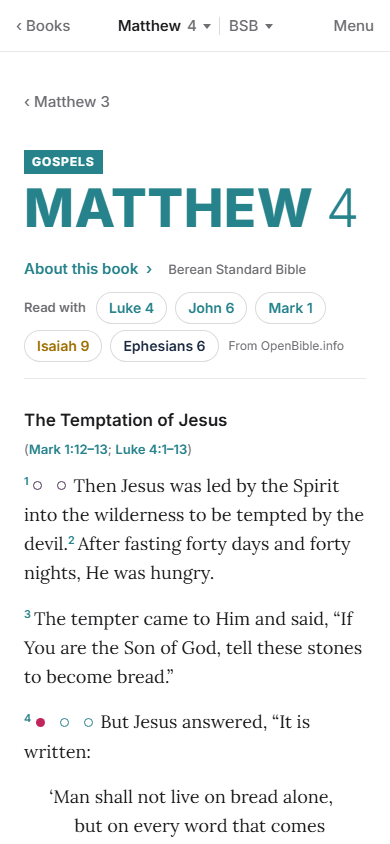 ‹ Books Matthew 4 BSB Menu
‹ Matthew 3
GOSPELS
MATTHEW 4
About this book › Berean Standard Bible
Read with Luke 4 John 6 Mark 1
Isaiah 9 Ephesians 6 From OpenBible.info
The Temptation of Jesus
(Mark 1:12–13; Luke 4:1–13)
1 Then Jesus was led by the Spirit
into the wilderness to be tempted by the
devil.2 After fasting forty days and forty
nights, He was hungry.
3 The tempter came to Him and said, “If
You are the Son of God, tell these stones
to become bread.”
4 But Jesus answered, “It is
written:
‘Man shall not live on bread alone,
but on every word that comes